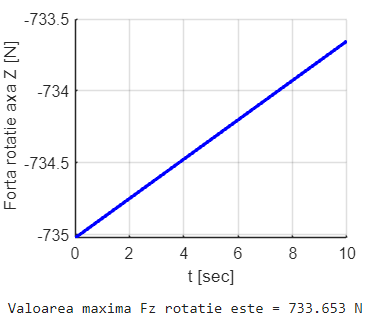 -733.5
-734
-734.5
-735
Forta rotatie axa Z [N]
0 2 4 6 8 10
t [sec]
Valoarea maxima Fz rotatie este = 733.653 N